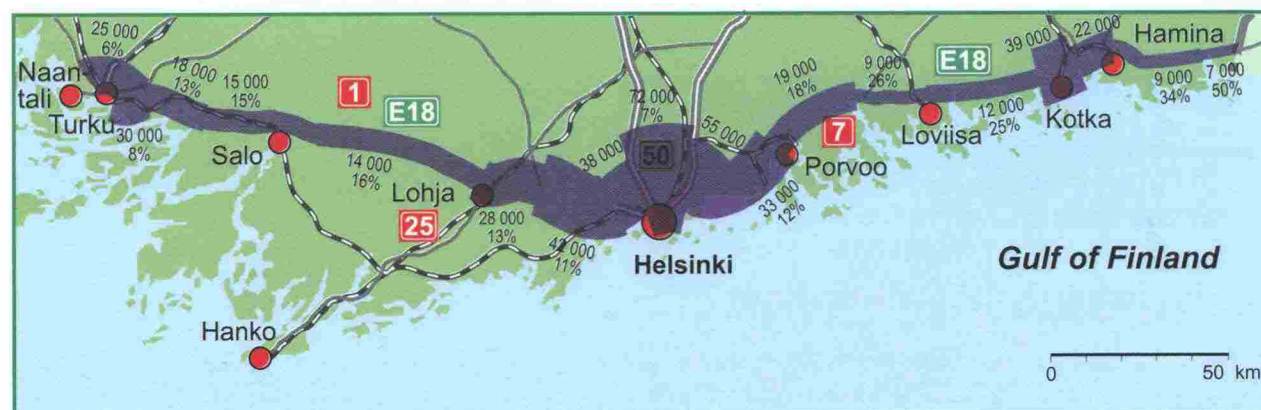 25 000
6%
Naan
tali
Turku
30 000
8%
18 000
13%
15 000
15%
Salo
1
E18
14 000
16%
Lohja
25
28 000
13%
Hanko
42 000
11%
38 000
72 000
7%
50
55 000
Helsinki
33 000
12%
Porvoo
19 000
18%
7
9 000
26%
E18
Loviisa
12 000
25%
39 000
22 000
Kotka
Hamina
9 000
34%
7 000
50%
Gulf of Finland
0 50 km